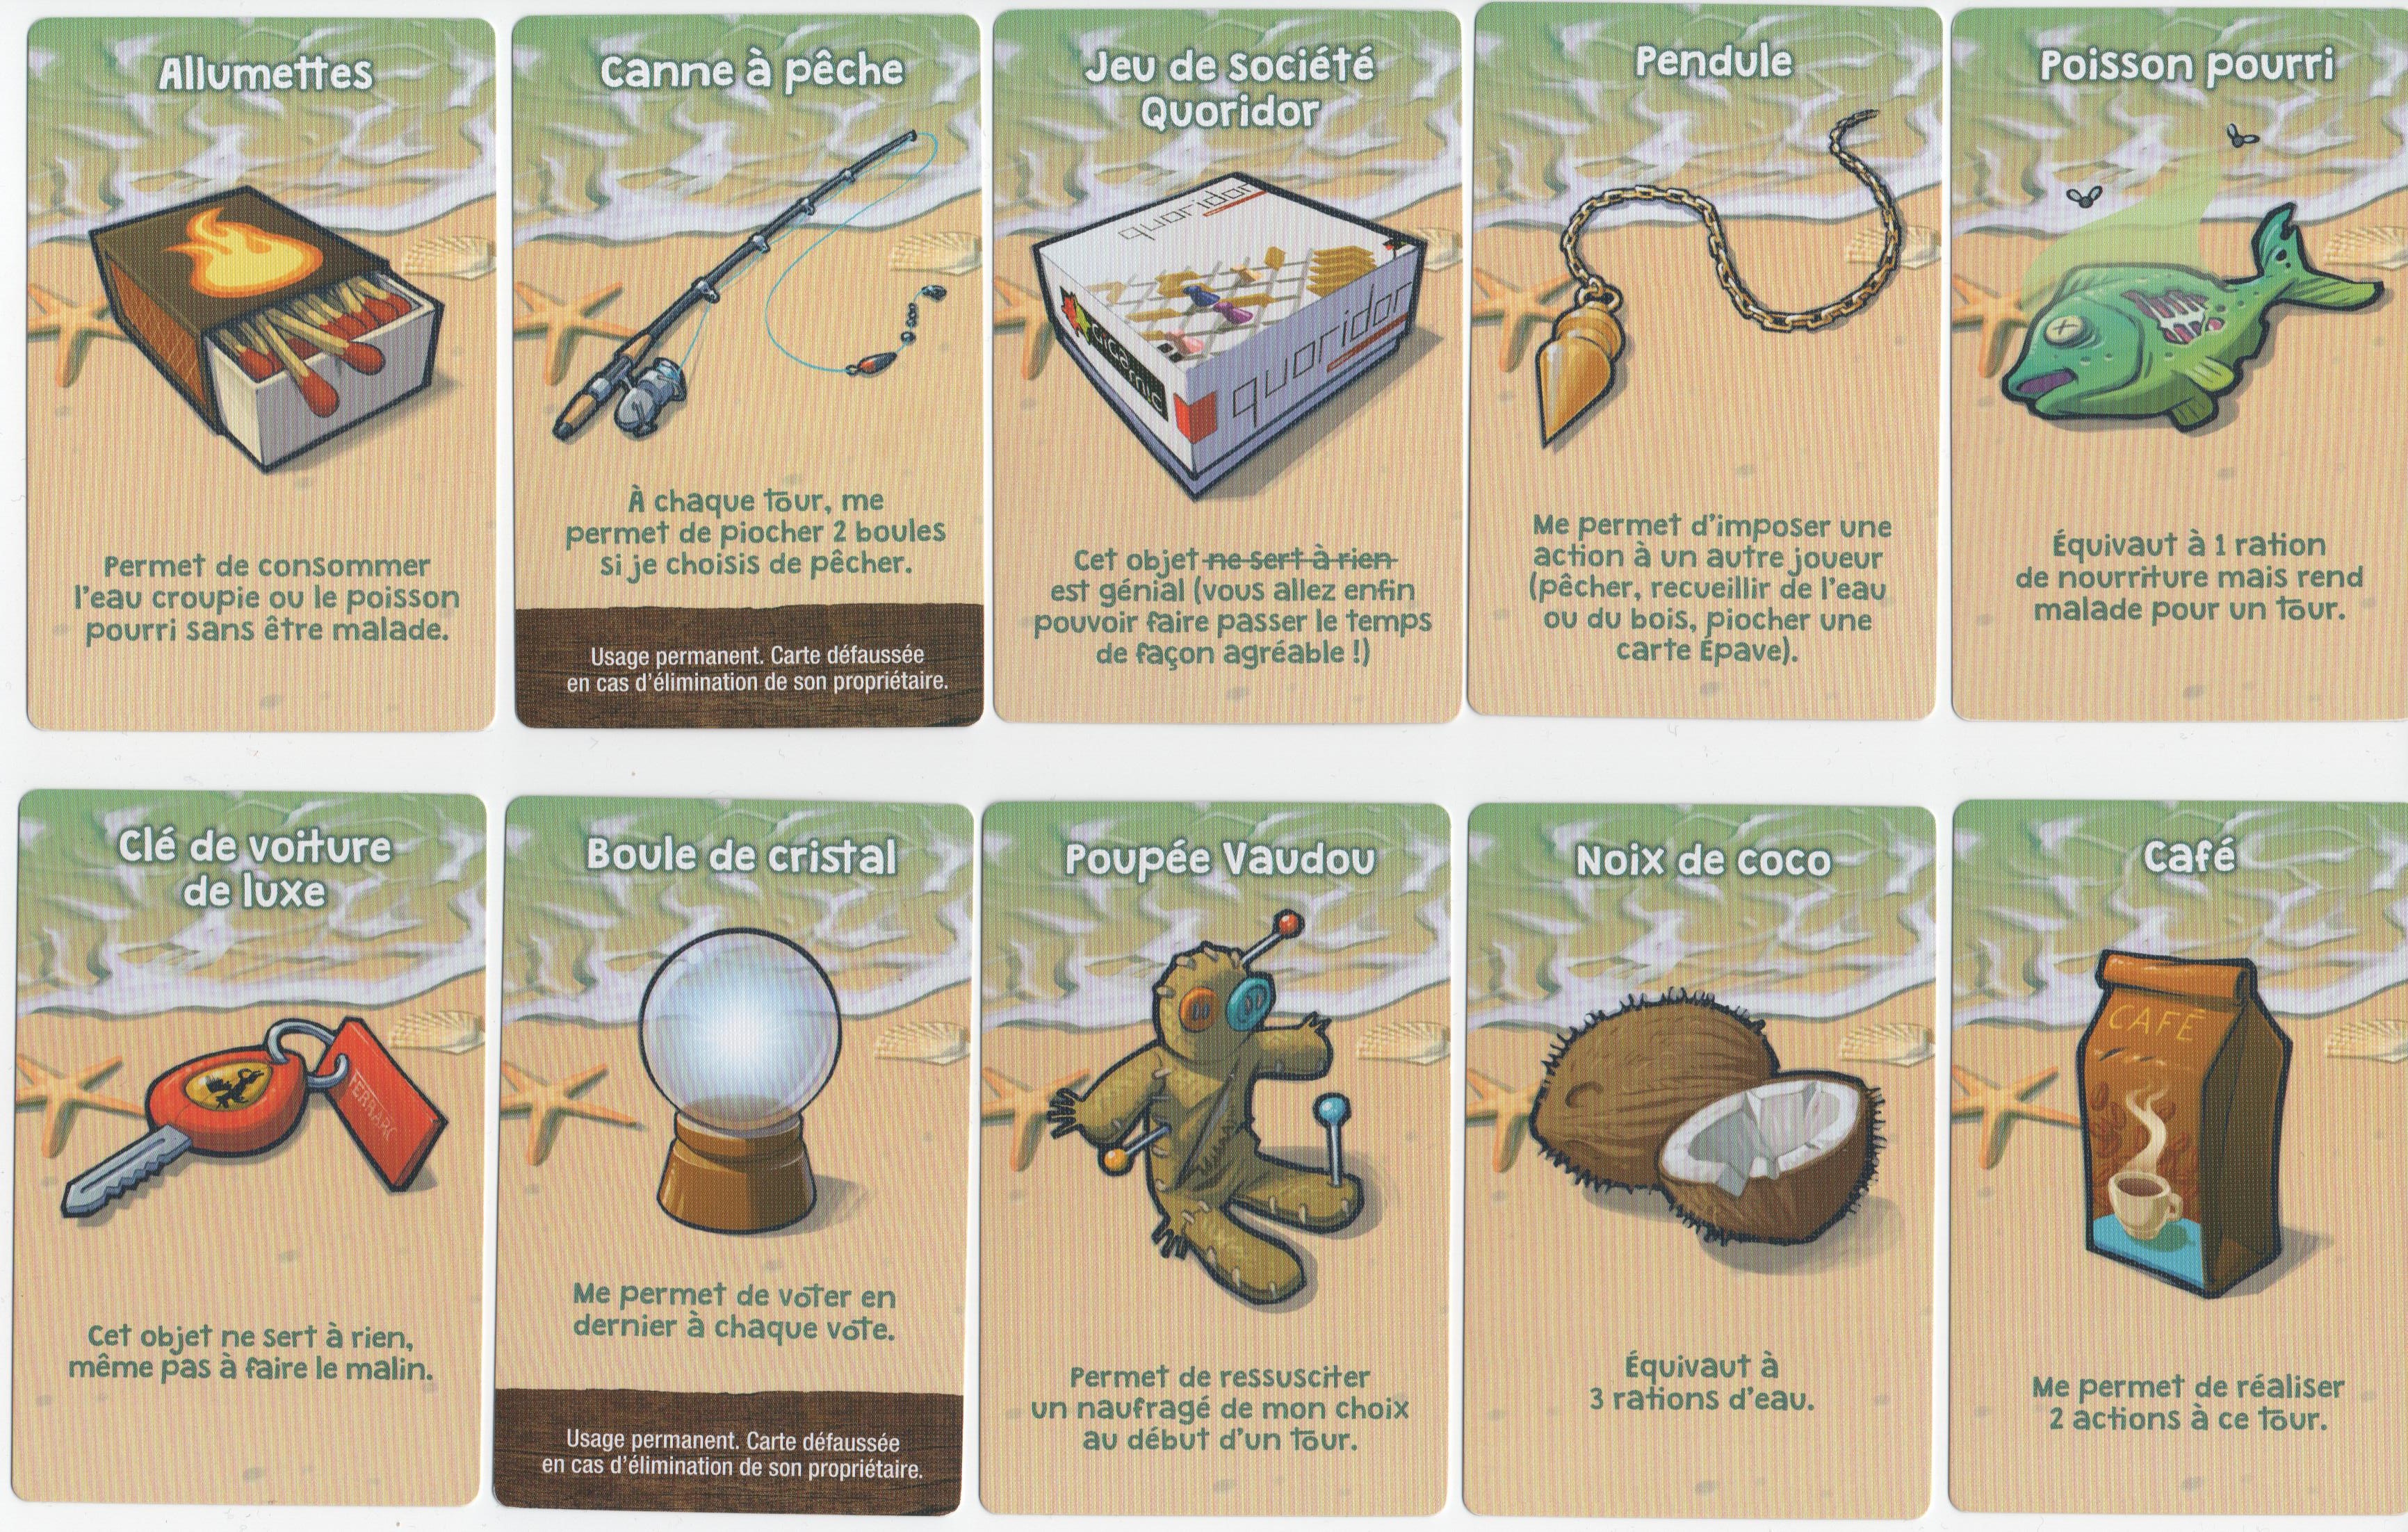 Allumettes
Permet de consommer
l'eau croupie ou le poisson
pourri sans être malade.
Canne à pêche
À chaque tour, me
permet de piocher 2 boules
si je choisis de pêcher.
Usage permanent. Carte défaussée
en cas d'élimination de son propriétaire.
Jeu de société
Quoridor
quoridor
GIGAMIC
quoridor
Cet objet ne sert à rien
est génial (vous allez enfin
pouvoir faire passer le temps
de façon agréable !)
Pendule
Me permet d'imposer une
action à un autre joueur
(pêcher, recueillir de l'eau
ou du bois, piocher une
carte Épave).
Poisson pourri
Équivaut à 1 ration
de nourriture mais rend
malade pour un tour.
Clé de voiture
de luxe
Cet objet ne sert à rien,
même pas à faire le malin.
Boule de cristal
Me permet de voter en
dernier à chaque vote.
Usage permanent. Carte défaussée
en cas d'élimination de son propriétaire.
Poupée Vaudou
Permet de ressusciter
un naufragé de mon choix
au début d'un tour.
Noix de coco
Équivaut à
3 rations d'eau.
Café
CAFÉ
Me permet de réaliser
2 actions à ce tour.